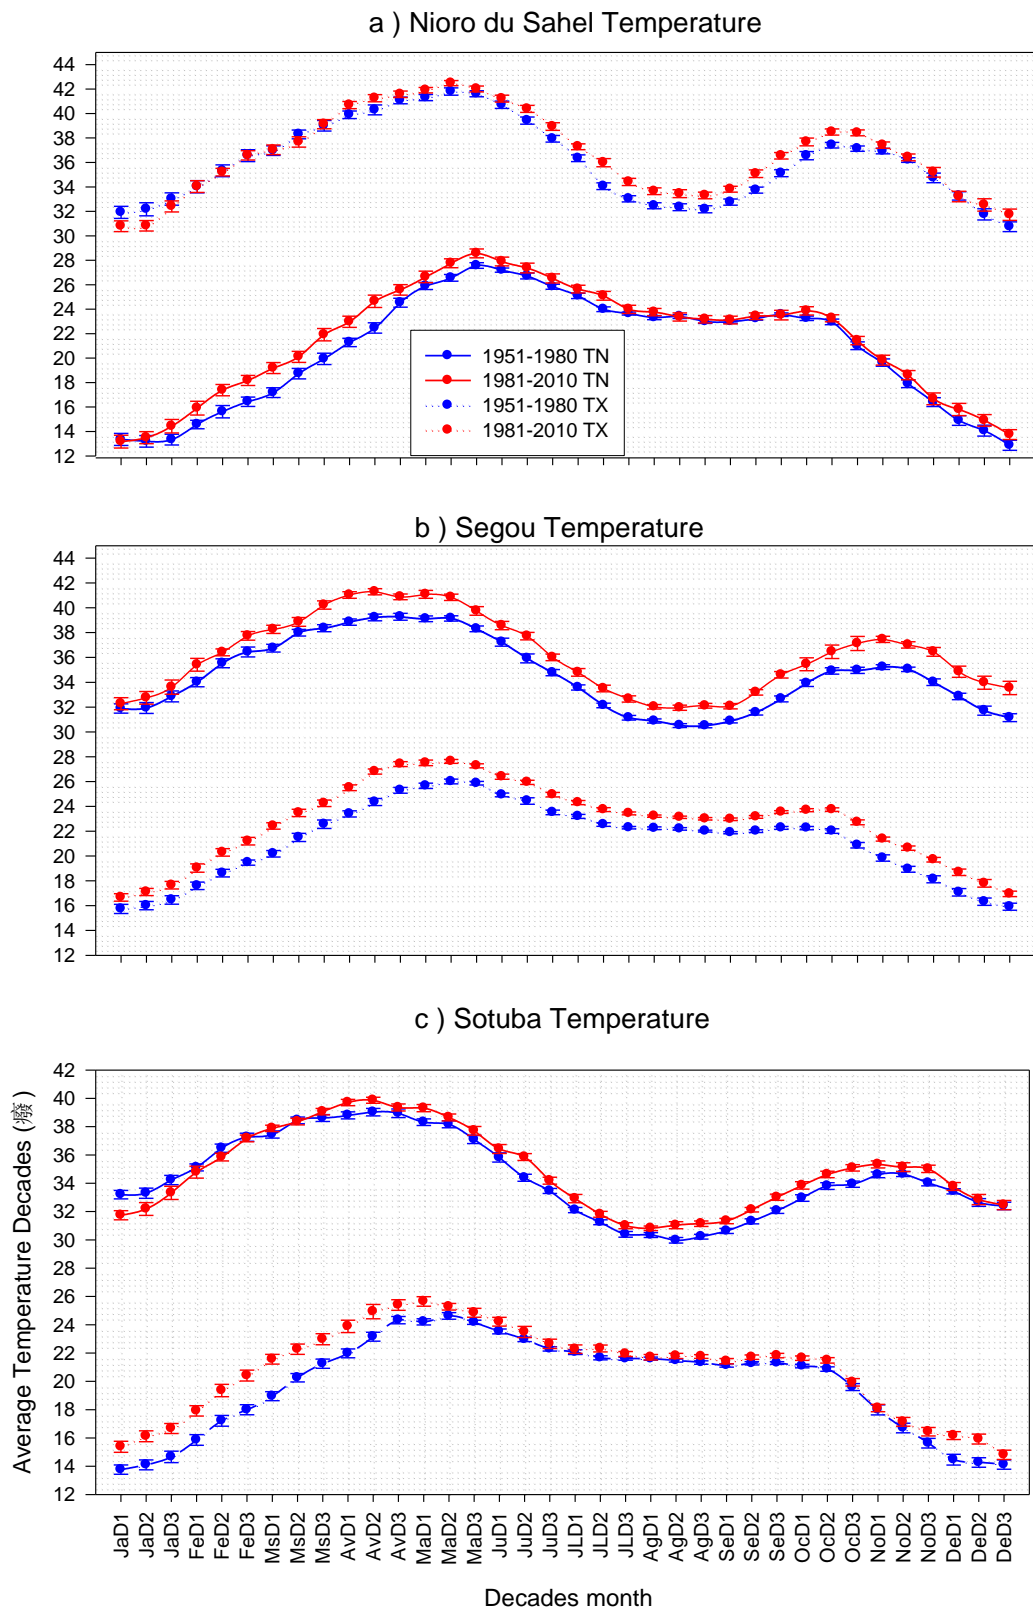 a ) Nioro du Sahel Temperature
44
42
40
38
36
34
32
30
28
26
24
22
20
18
16
14
12
1951-1980 TN
1981-2010 TN
1951-1980 TX
1981-2010 TX
b ) Segou Temperature
44
42
40
38
36
34
32
30
28
26
24
22
20
18
16
14
12
c ) Sotuba Temperature
42
40
38
36
34
32
30
28
26
24
22
20
18
16
14
12
Average Temperature Decades (癈)
JaD1
JaD2
JaD3
FeD1
FeD2
FeD3
MsD1
MsD2
MsD3
AvD1
AvD2
AvD3
MaD1
MaD2
MaD3
JuD1
JuD2
JuD3
JLD1
JLD2
JLD3
AgD1
AgD2
AgD3
SeD1
SeD2
SeD3
OcD1
OcD2
OcD3
NoD1
NoD2
NoD3
DeD1
DeD2
DeD3
Decades month